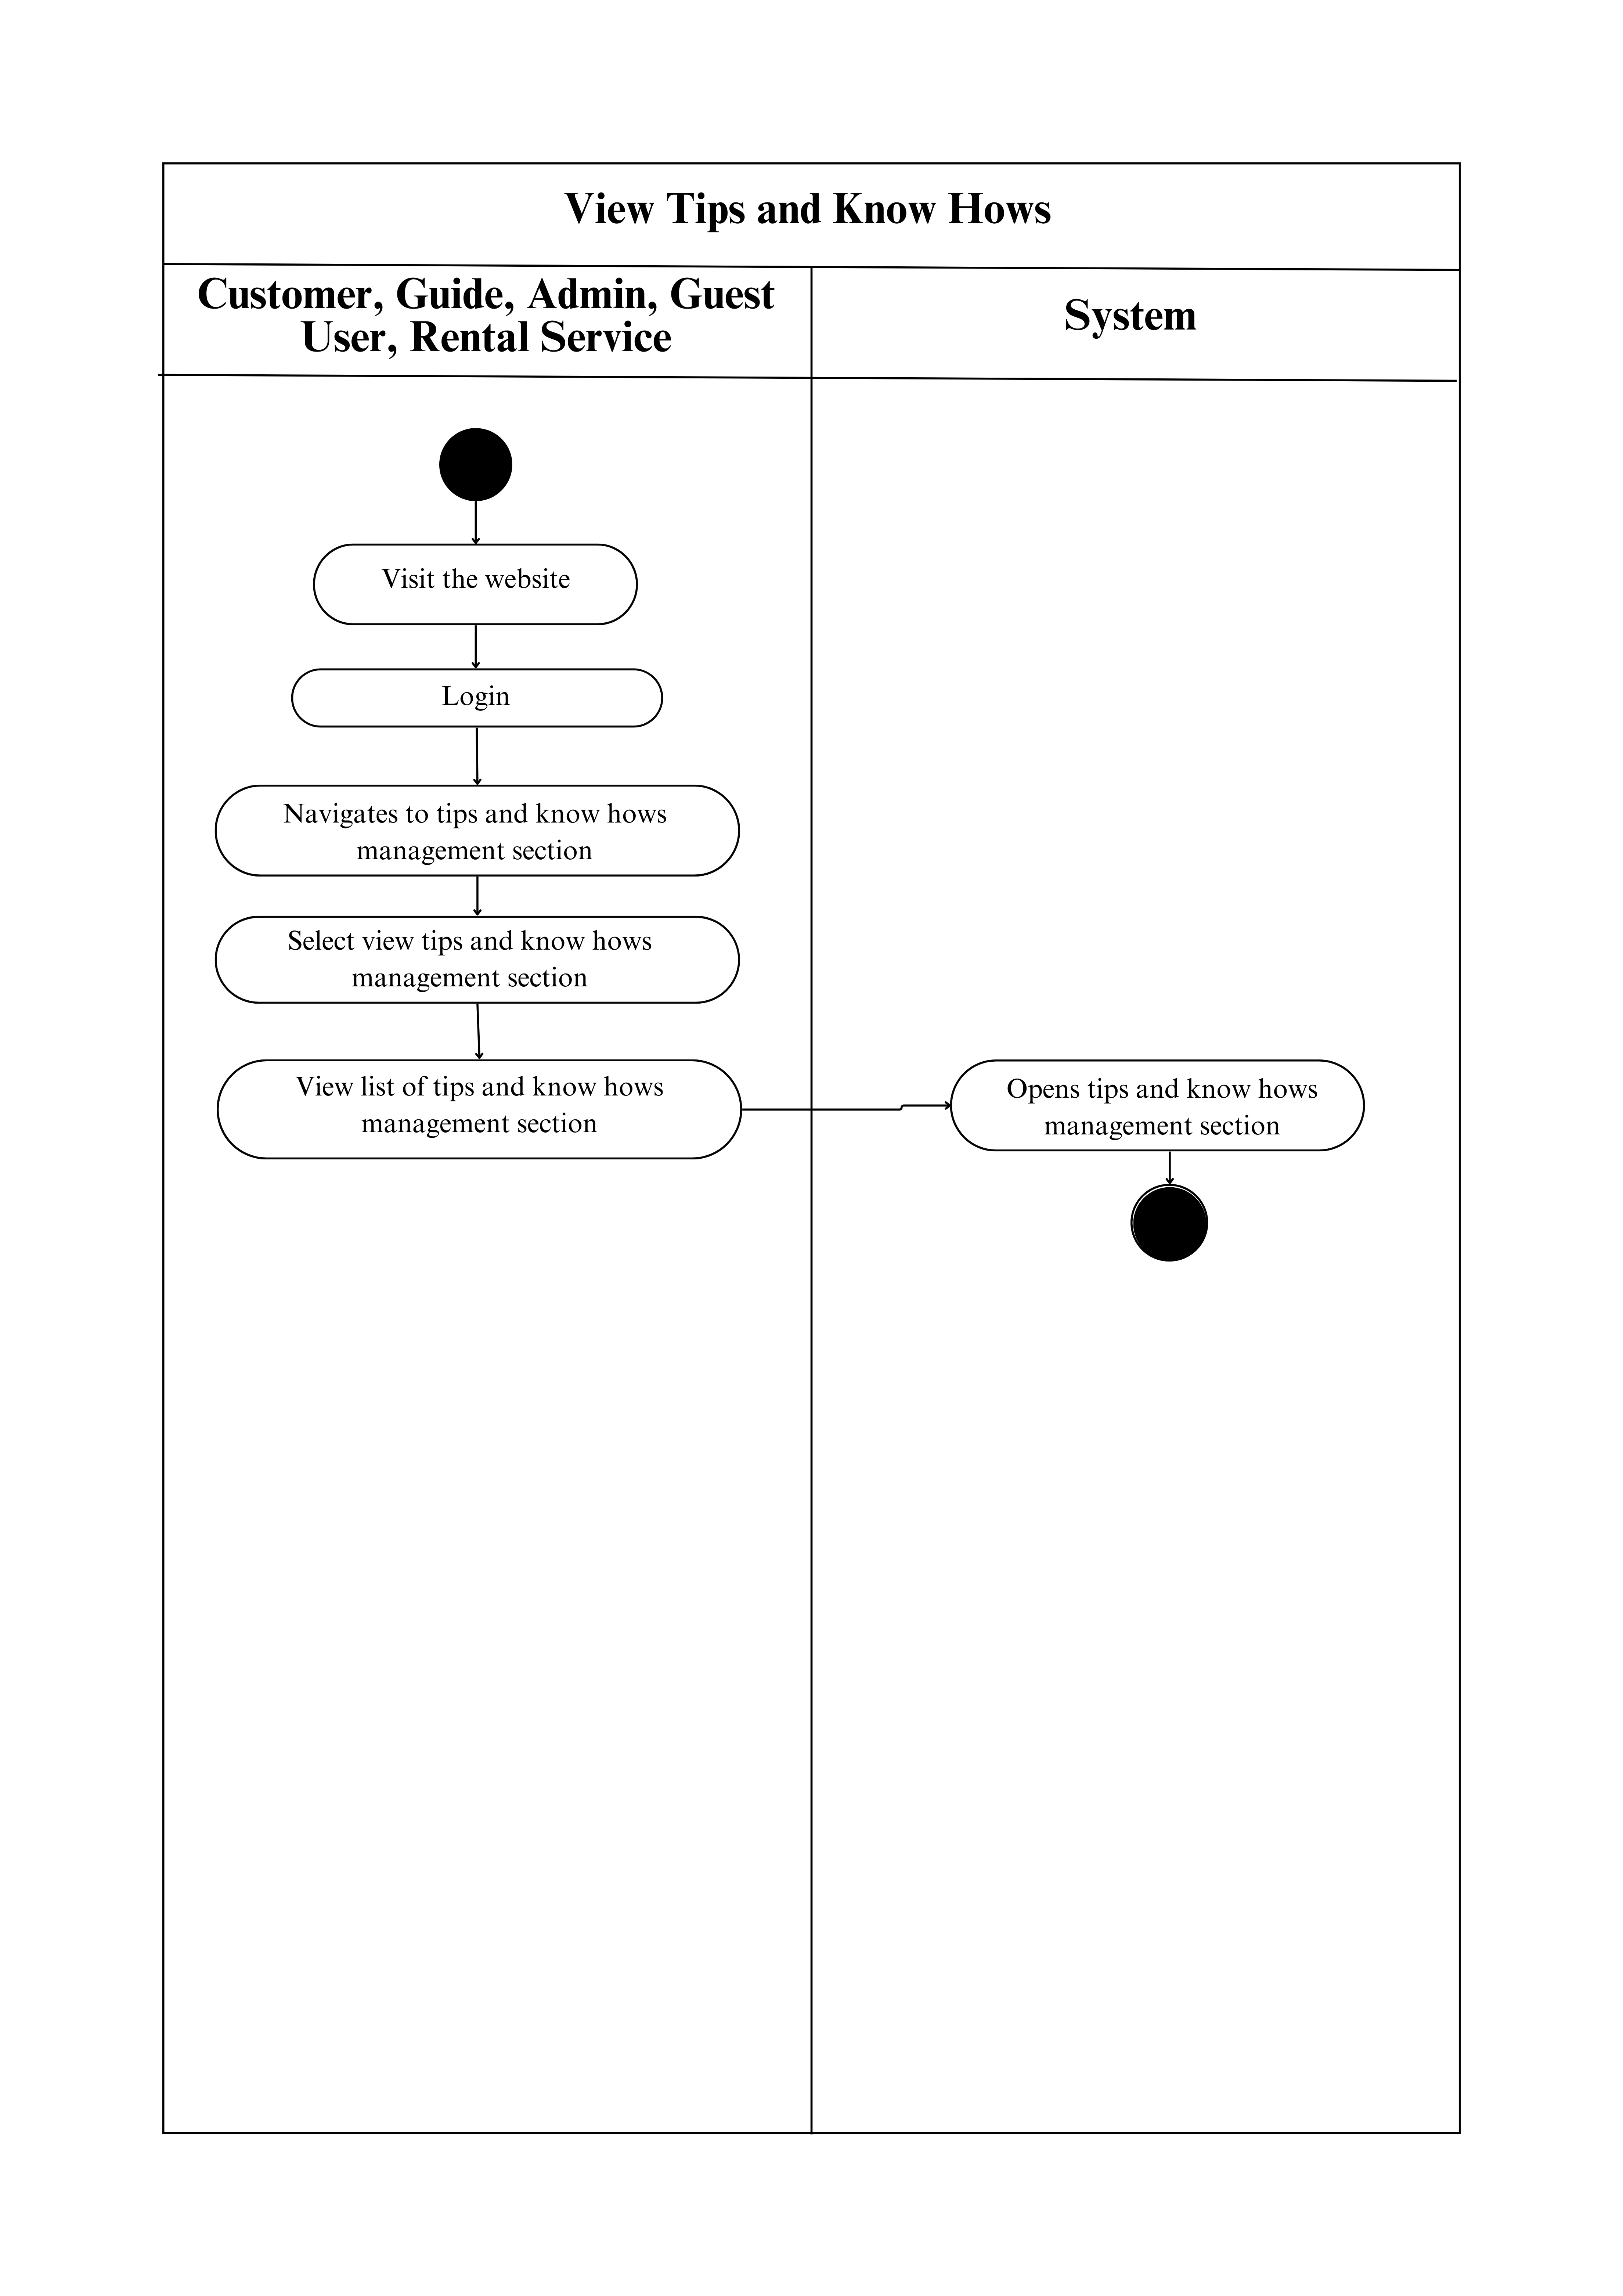 View Tips and Know Hows
Customer, Guide, Admin, Guest
User, Rental Service
System
Visit the website
Login
Navigates to tips and know hows
management section
Select view tips and know hows
management section
View list of tips and know hows
management section
Opens tips and know hows
management section